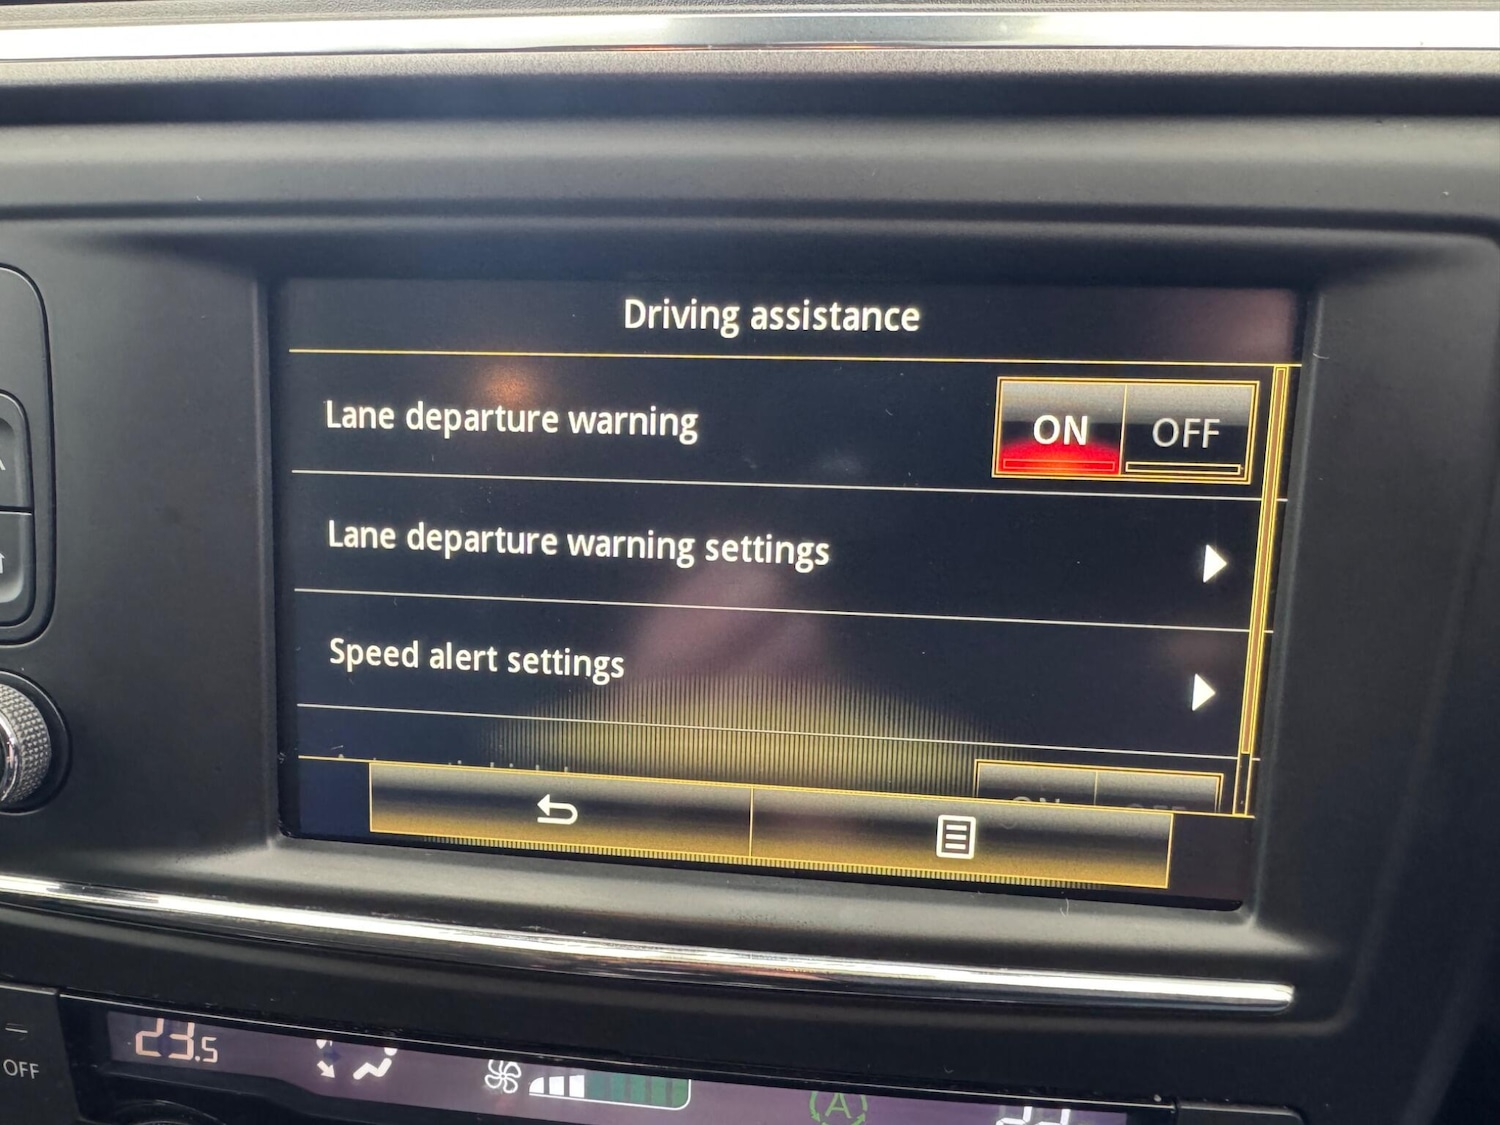 Driving assistance
Lane departure warning
ON OFF
Lane departure warning settings
Speed alert settings
OFF
23.5
A